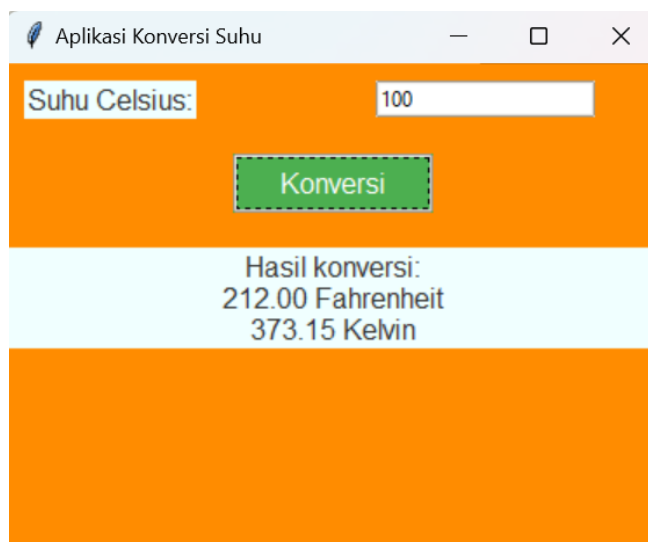 Aplikasi Konversi Suhu
Suhu Celsius: 100
Konversi
Hasil konversi:
212.00 Fahrenheit
373.15 Kelvin